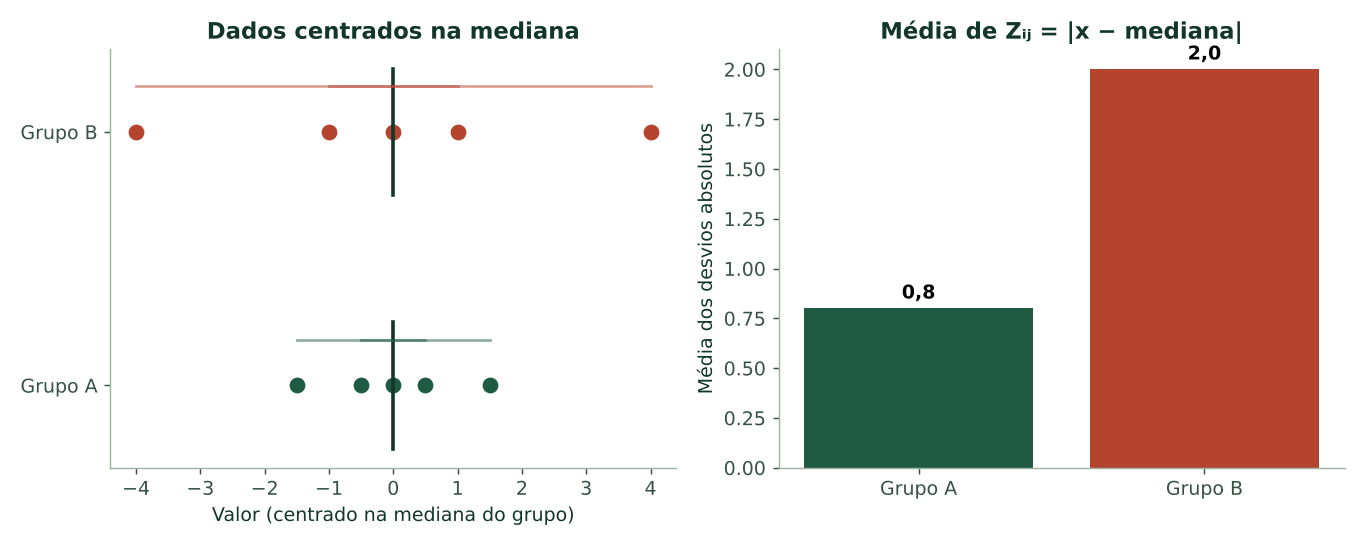 Dados centrados na mediana
Grupo B
Grupo A
−4 −3 −2 −1 0 1 2 3 4
Valor (centrado na mediana do grupo)
Média de Zᵢⱼ = |x − mediana|
Média dos desvios absolutos
2.00
1.75
1.50
1.25
1.00
0.75
0.50
0.25
0.00
2,0
0,8
Grupo A Grupo B